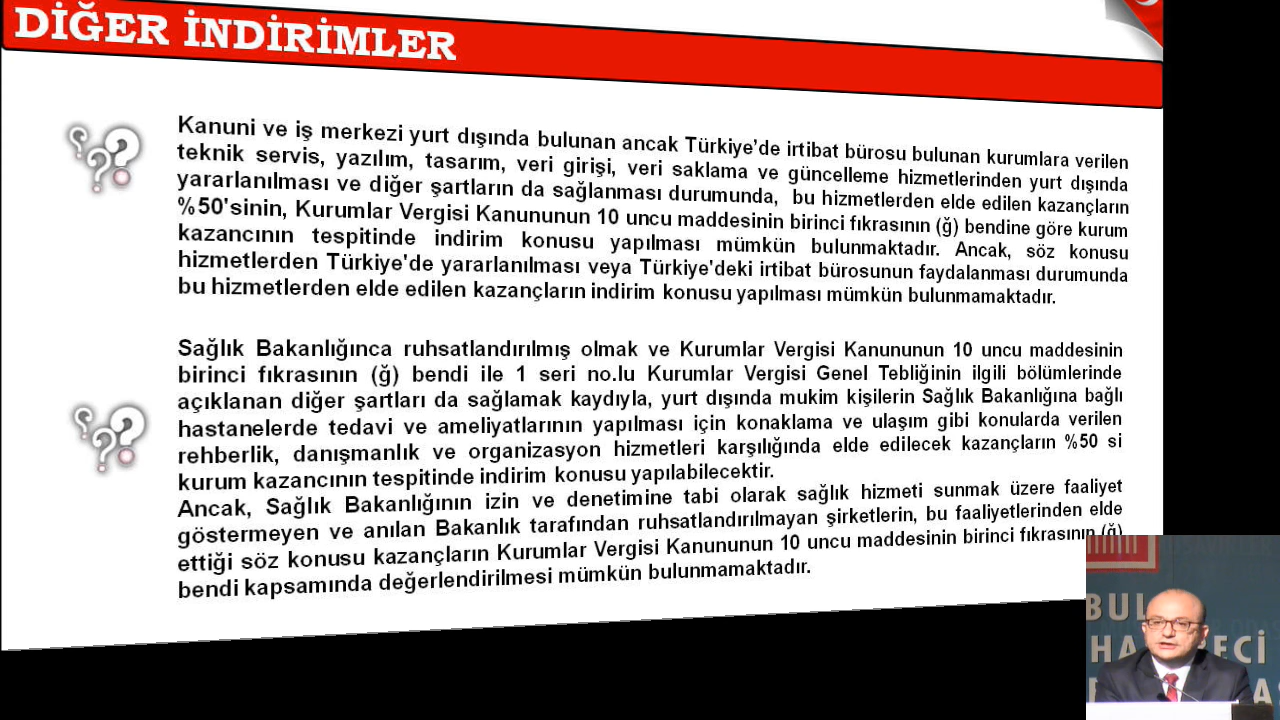 DİĞER İNDİRİMLER
Kanuni ve iş merkezi yurt dışında bulunan ancak Türkiye'de irtibat bürosu bulunan kurumlara verilen
teknik servis, yazılım, tasarım, veri girişi, veri saklama ve güncelleme hizmetlerinden yurt dışında
yararlanılması ve diğer şartların da sağlanması durumunda, bu hizmetlerden elde edilen kazançların
%50'sinin, Kurumlar Vergisi Kanununun 10 uncu maddesinin birinci fıkrasının (ğ) bendine göre kurum
kazancının tespitinde indirim konusu yapılması mümkün bulunmaktadır. Ancak, söz konusu
hizmetlerden Türkiye'de yararlanılması veya Türkiye'deki irtibat bürosunun faydalanması durumunda
bu hizmetlerden elde edilen kazançların indirim konusu yapılması mümkün bulunmamaktadır.
Sağlık Bakanlığınca ruhsatlandırılmış olmak ve Kurumlar Vergisi Kanununun 10 uncu maddesinin
birinci fıkrasının (ğ) bendi ile 1 seri no.lu Kurumlar Vergisi Genel Tebliğinin ilgili bölümlerinde
açıklanan diğer şartları da sağlamak kaydıyla, yurt dışında mukim kişilerin Sağlık Bakanlığına bağlı
hastanelerde tedavi ve ameliyatlarının yapılması için konaklama ve ulaşım gibi konularda verilen
rehberlik, danışmanlık ve organizasyon hizmetleri karşılığında elde edilecek kazançların %50 si
kurum kazancının tespitinde indirim konusu yapılabilecektir.
Ancak, Sağlık Bakanlığının izin ve denetimine tabi olarak sağlık hizmeti sunmak üzere faaliyet
göstermeyen ve anılan Bakanlık tarafından ruhsatlandırılmayan şirketlerin, bu faaliyetlerinden elde
ettiği söz konusu kazançların Kurumlar Vergisi Kanununun 10 uncu maddesinin birinci fıkrasının (ğ)
bendi kapsamında değerlendirilmesi mümkün bulunmamaktadır.
BUL